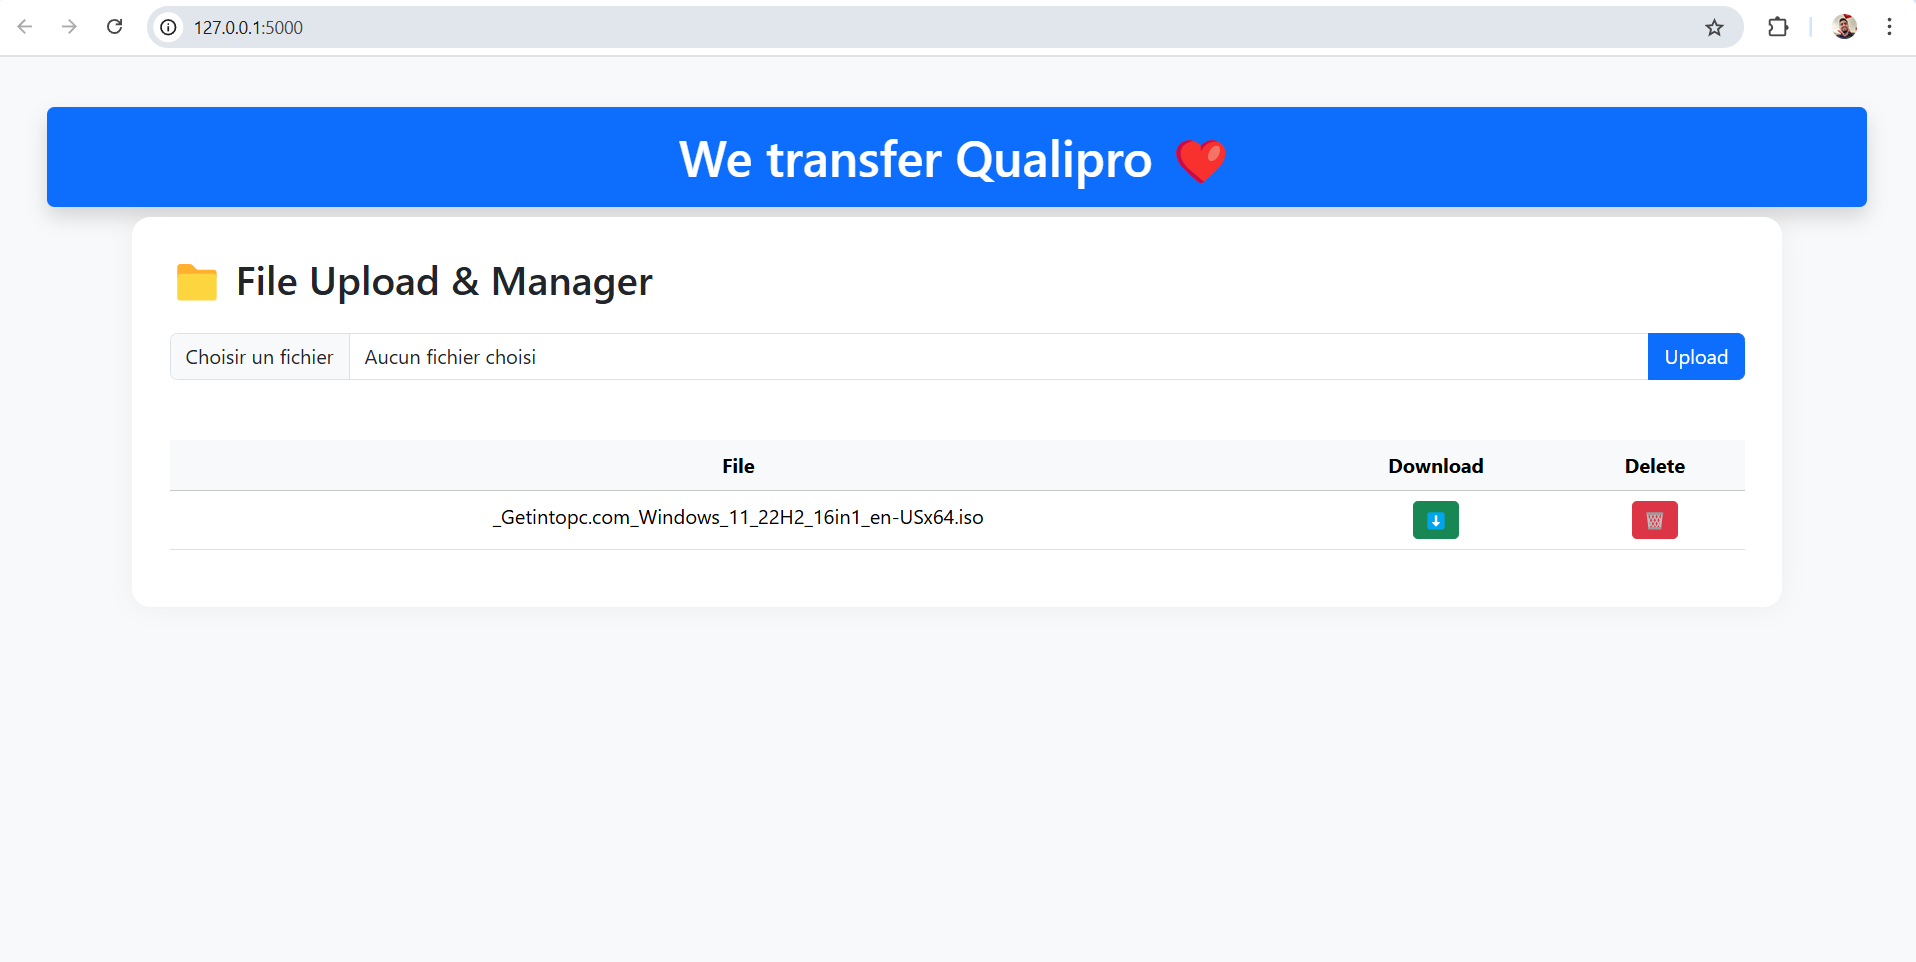 127.0.0.1:5000
We transfer Qualipro
File Upload & Manager
Choisir un fichier Aucun fichier choisi Upload
File Download Delete
_Getintopc.com_Windows_11_22H2_16in1_en-USx64.iso